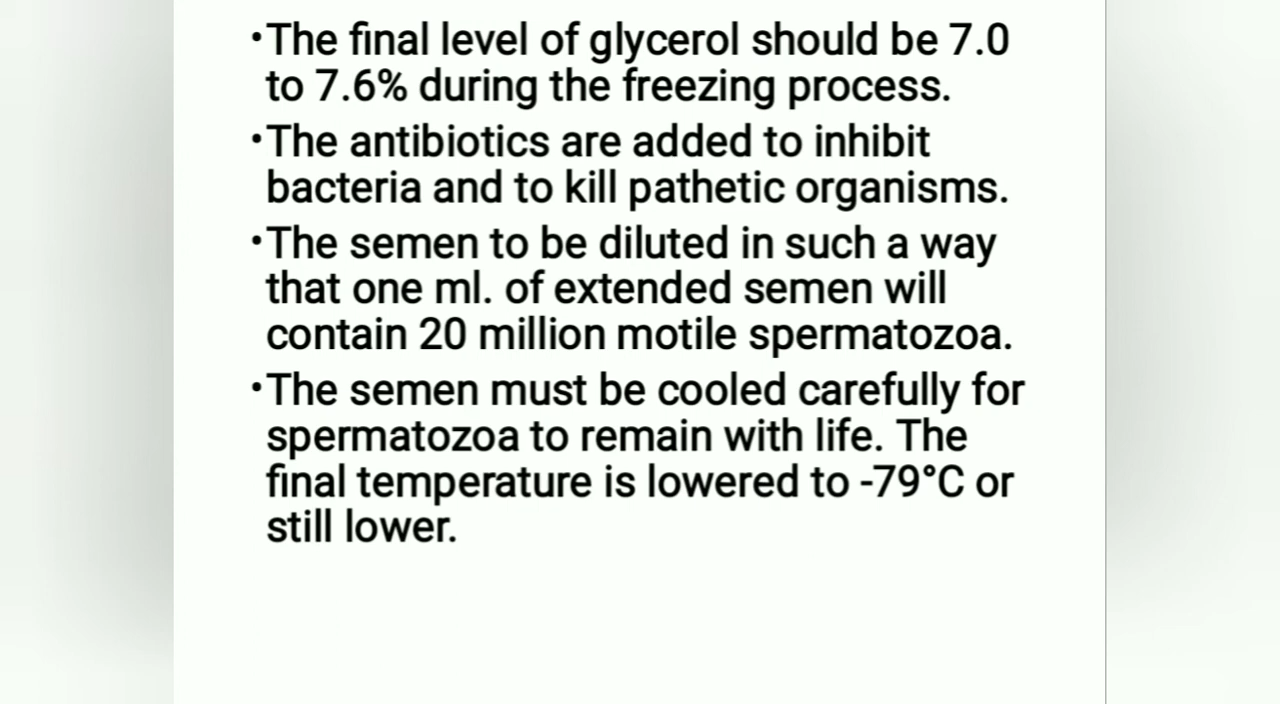 •The final level of glycerol should be 7.0
to 7.6% during the freezing process.
•The antibiotics are added to inhibit
bacteria and to kill pathetic organisms.
•The semen to be diluted in such a way
that one ml. of extended semen will
contain 20 million motile spermatozoa.
•The semen must be cooled carefully for
spermatozoa to remain with life. The
final temperature is lowered to -79°C or
still lower.